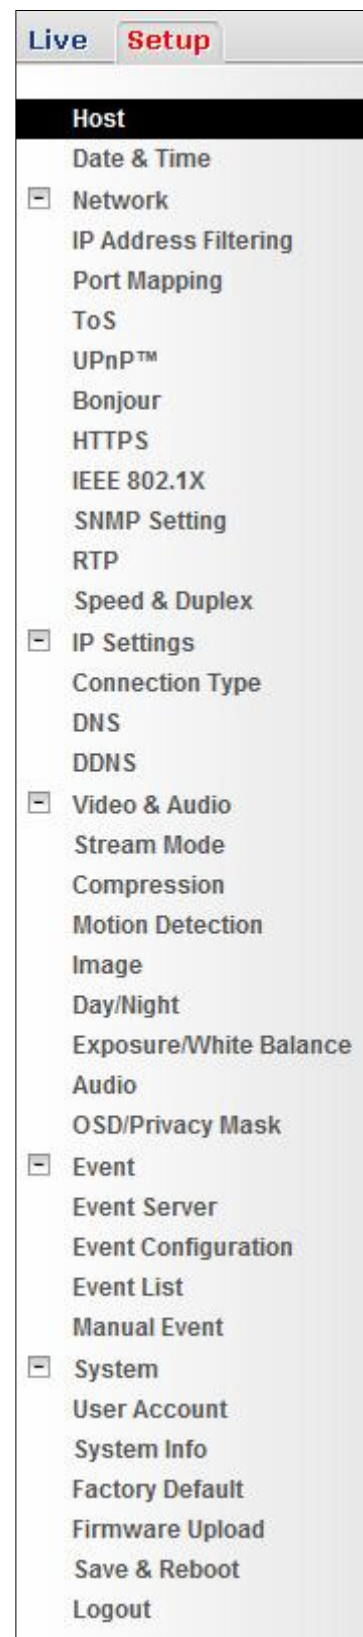 Live Setup
Host
Date & Time
Network
IP Address Filtering
Port Mapping
ToS
UPnP™
Bonjour
HTTPS
IEEE 802.1X
SNMP Setting
RTP
Speed & Duplex
IP Settings
Connection Type
DNS
DDNS
Video & Audio
Stream Mode
Compression
Motion Detection
Image
Day/Night
Exposure/White Balance
Audio
OSD/Privacy Mask
Event
Event Server
Event Configuration
Event List
Manual Event
System
User Account
System Info
Factory Default
Firmware Upload
Save & Reboot
Logout